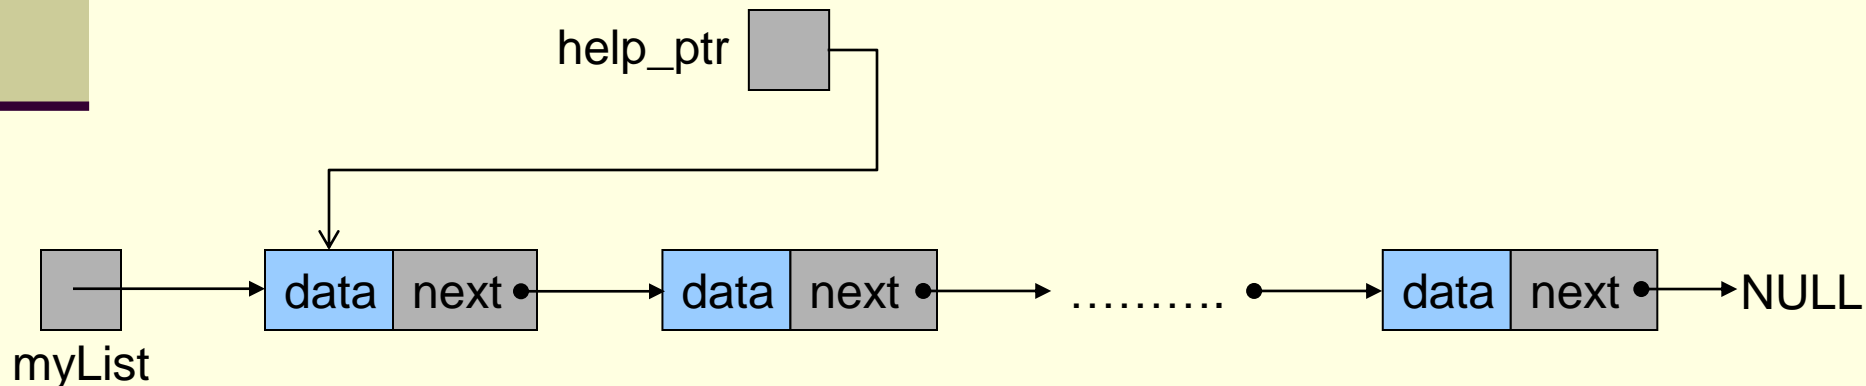 help_ptr
data next data next .......... data next NULL
myList